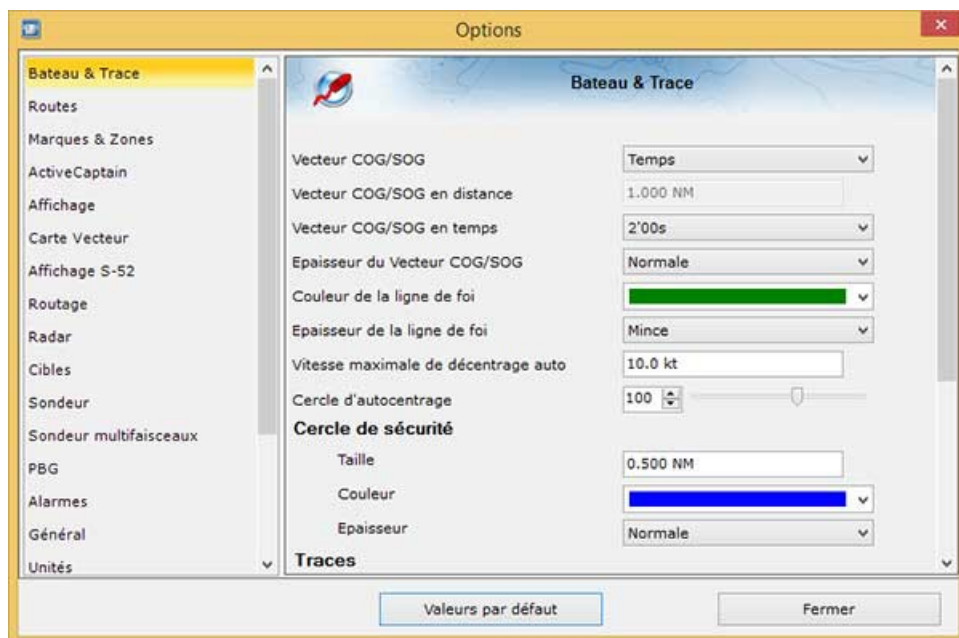 Options
Bateau & Trace
Routes
Marques & Zones
ActiveCaptain
Affichage
Carte Vecteur
Affichage S-52
Routage
Radar
Cibles
Sondeur
Sondeur multifaisceaux
PBG
Alarmes
Général
Unités
Bateau & Trace
Vecteur COG/SOG Temps
Vecteur COG/SOG en distance 1.000 NM
Vecteur COG/SOG en temps 2'00s
Epaisseur du Vecteur COG/SOG Normale
Couleur de la ligne de foi
Epaisseur de la ligne de foi Mince
Vitesse maximale de décentrage auto 10.0 kt
Cercle d'autocentrage 100
Cercle de sécurité
Taille 0.500 NM
Couleur
Epaisseur Normale
Traces
Valeurs par défaut Fermer